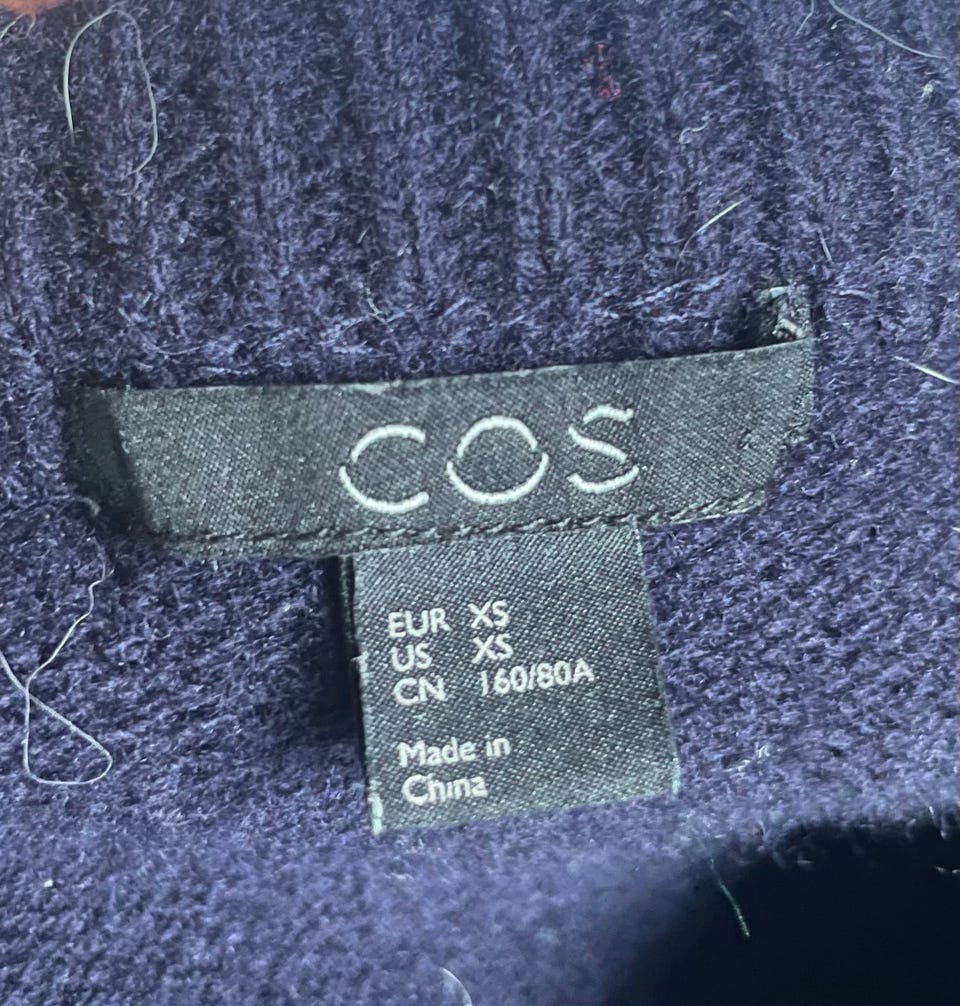 COS
EUR XS
US XS
CN 160/80A
Made in
China